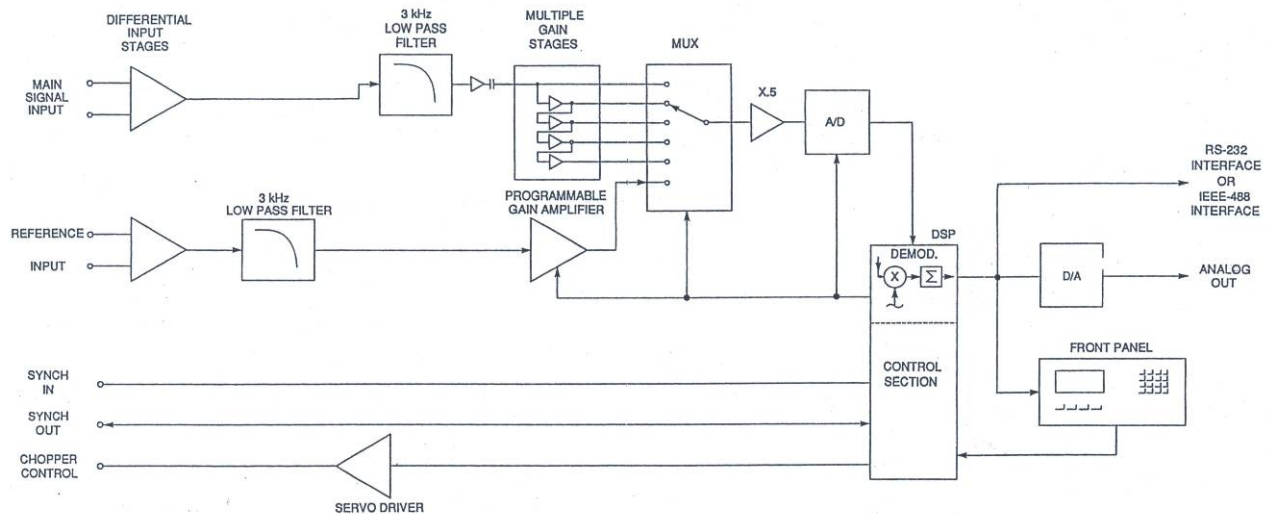 DIFFERENTIAL
INPUT
STAGES
3 kHz
LOW PASS
FILTER
MULTIPLE
GAIN
STAGES
MUX
MAIN
SIGNAL
INPUT
X.5
A/D
RS-232
INTERFACE
OR
IEEE-488
INTERFACE
3 kHz
LOW PASS FILTER
PROGRAMMABLE
GAIN AMPLIFIER
REFERENCE
INPUT
DSP
DEMOD.
X
Σ
D/A
ANALOG
OUT
FRONT PANEL
CONTROL
SECTION
SYNCH
IN
SYNCH
OUT
CHOPPER
CONTROL
SERVO DRIVER